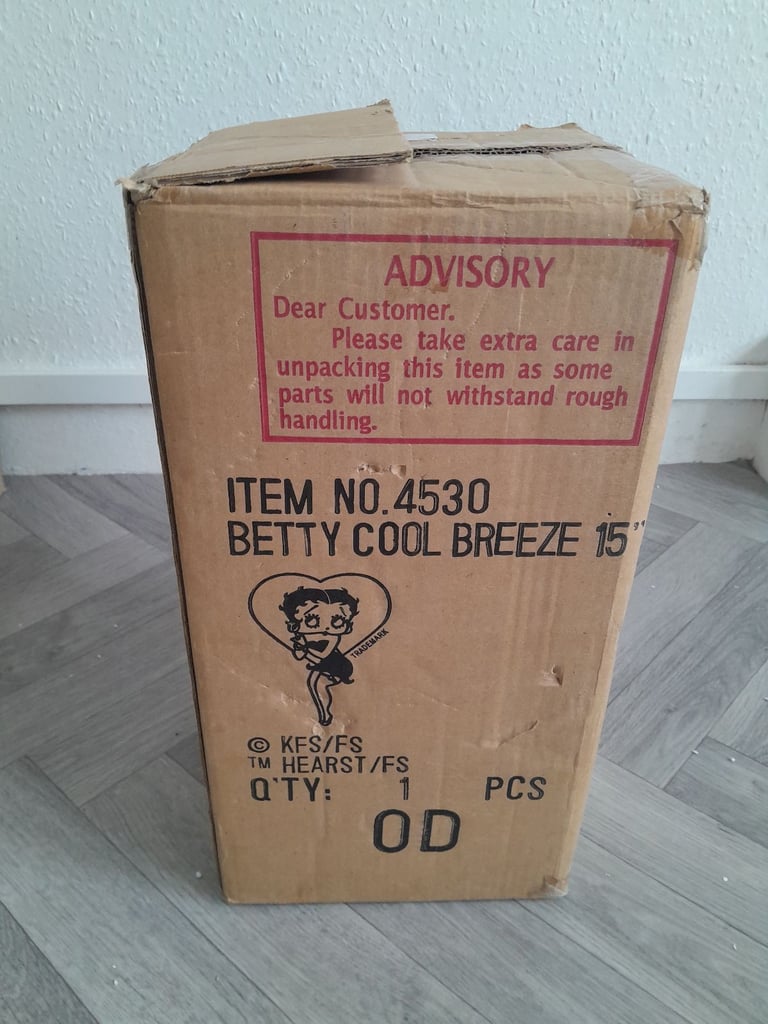 ADVISORY
Dear Customer.
Please take extra care in
unpacking this item as some
parts will not withstand rough
handling.
ITEM NO.4530
BETTY COOL BREEZE 15"
TRADEMARK
© KFS/FS
TM HEARST/FS
Q'TY: 1 PCS
OD